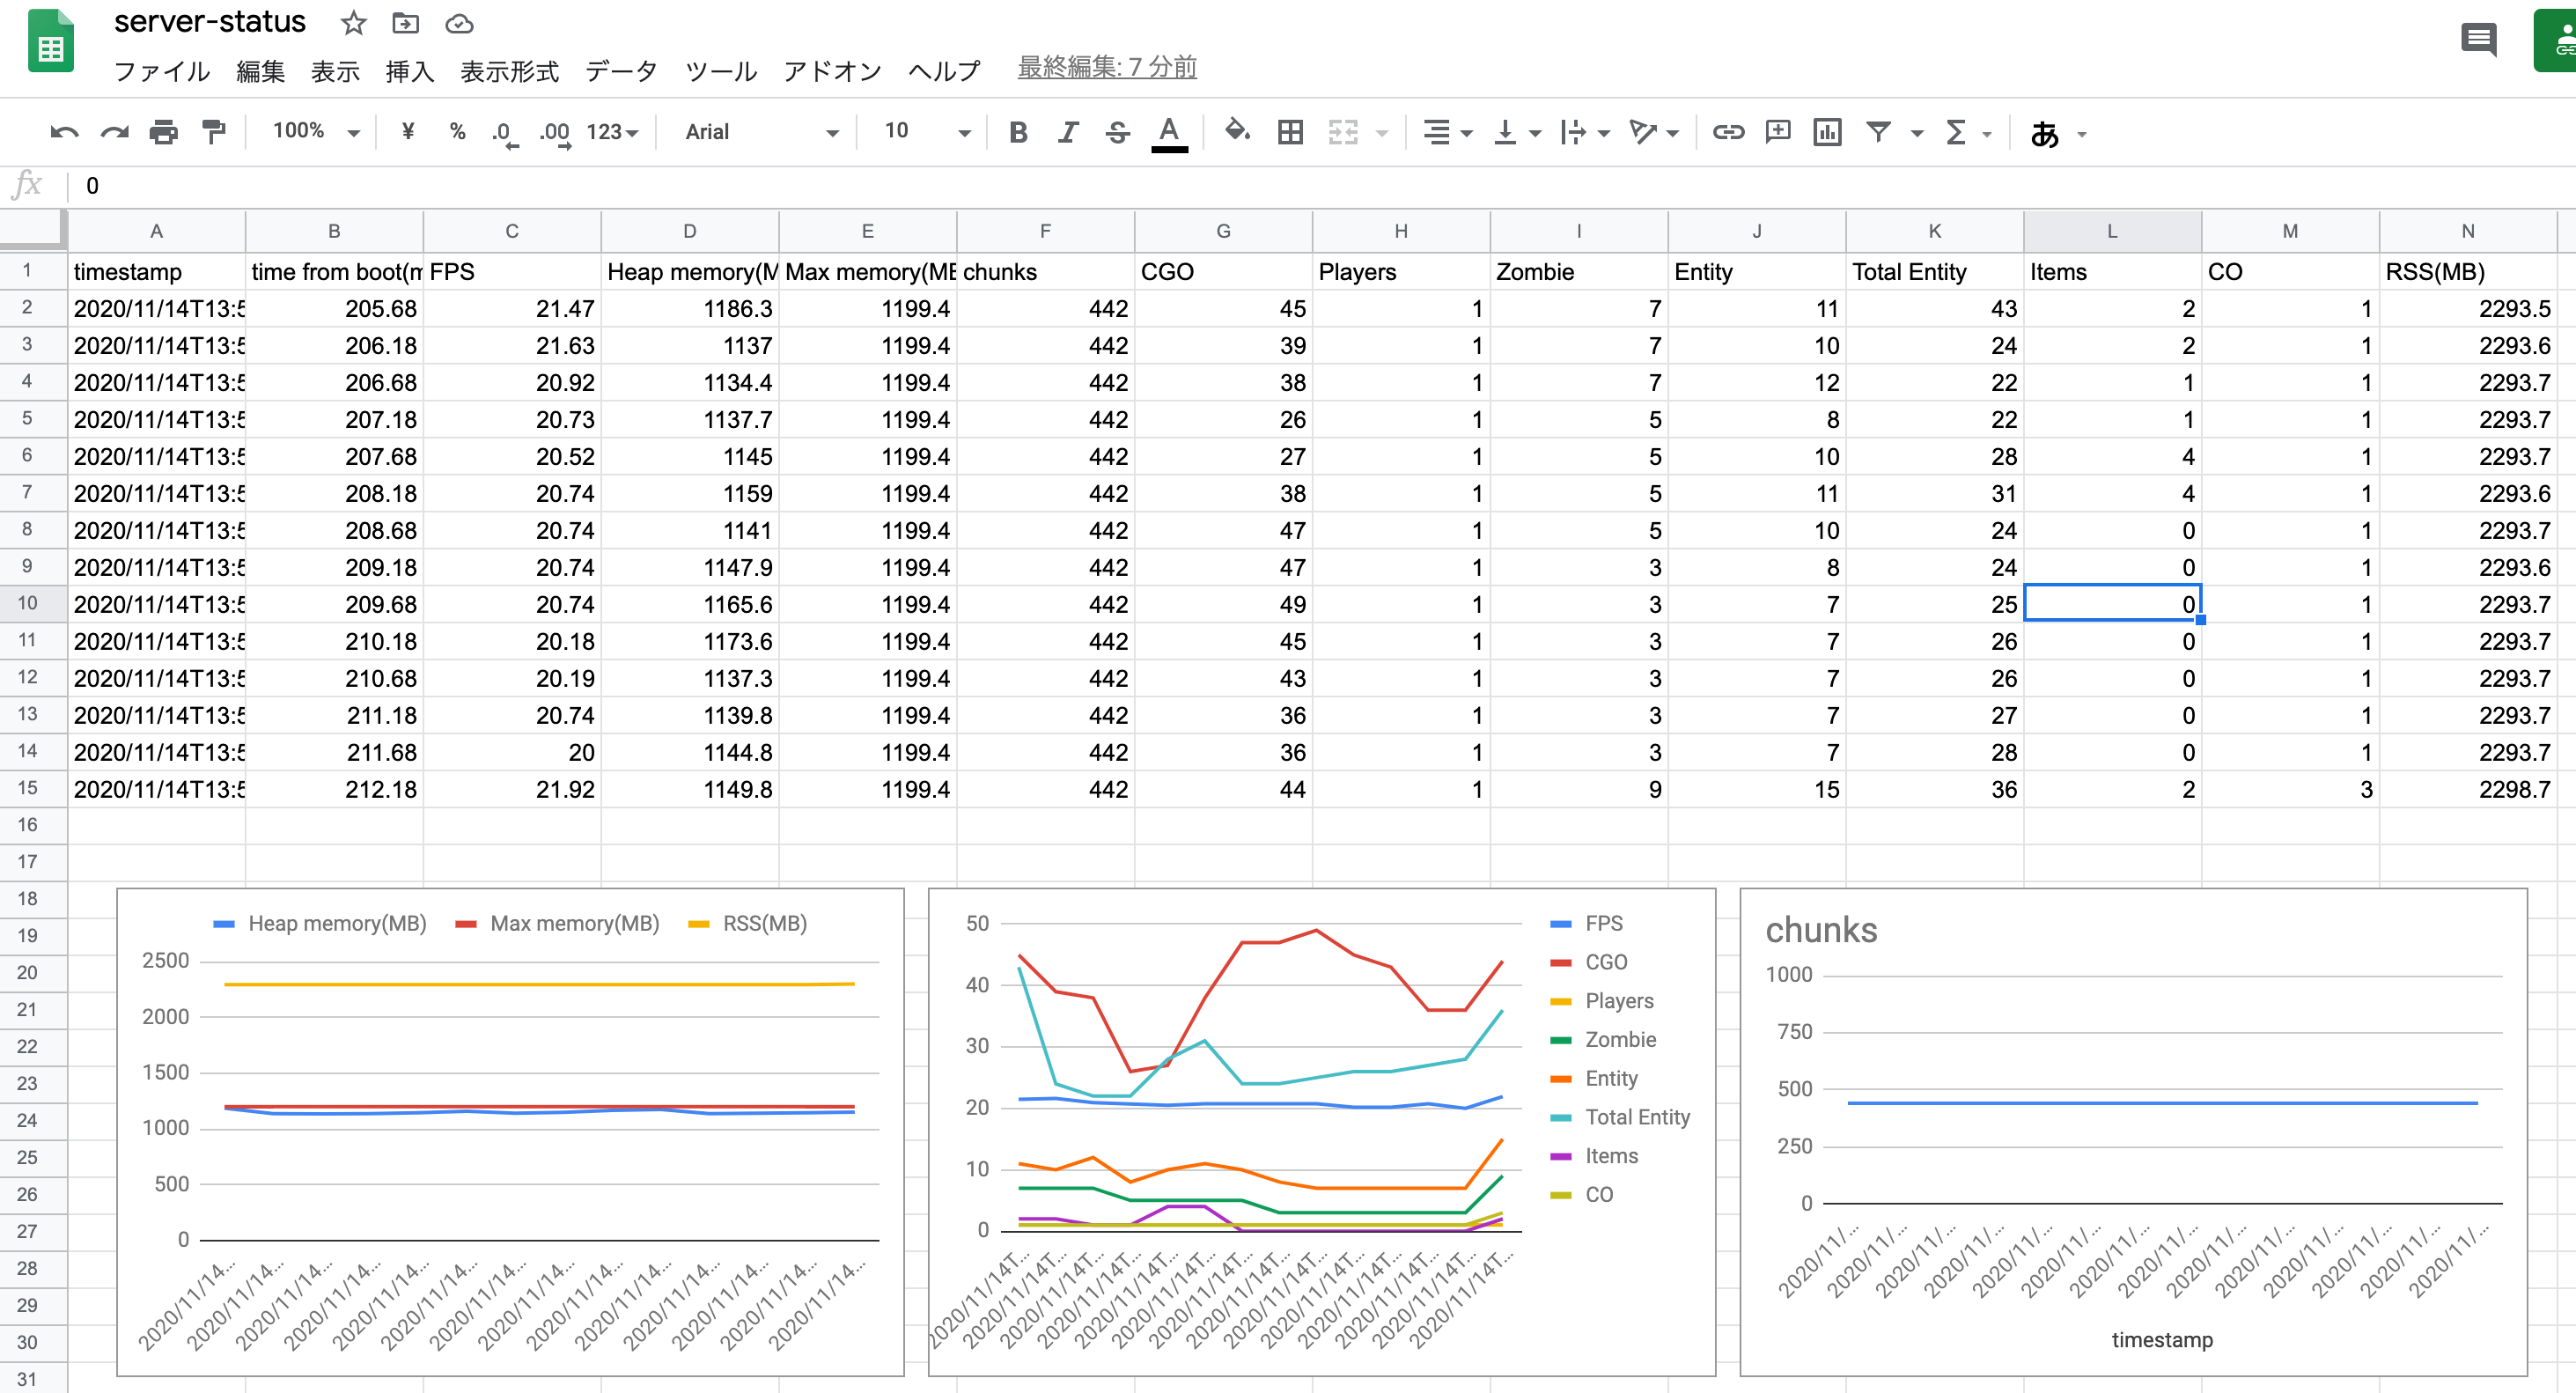 server-status
ファイル 編集 表示 挿入 表示形式 データ ツール アドオン ヘルプ 最終編集: 7 分前
100% ¥ % .0 .00 123 Arial 10 B I S A Σ あ
fx 0
A B C D E F G H I J K L M N
1 timestamp time from boot(m FPS Heap memory(M Max memory(ME chunks CGO Players Zombie Entity Total Entity Items CO RSS(MB)
2 2020/11/14T13:5 205.68 21.47 1186.3 1199.4 442 45 1 7 11 43 2 1 2293.5
3 2020/11/14T13:5 206.18 21.63 1137 1199.4 442 39 1 7 10 24 2 1 2293.6
4 2020/11/14T13:5 206.68 20.92 1134.4 1199.4 442 38 1 7 12 22 1 1 2293.7
5 2020/11/14T13:5 207.18 20.73 1137.7 1199.4 442 26 1 5 8 22 1 1 2293.7
6 2020/11/14T13:5 207.68 20.52 1145 1199.4 442 27 1 5 10 28 4 1 2293.7
7 2020/11/14T13:5 208.18 20.74 1159 1199.4 442 38 1 5 11 31 4 1 2293.6
8 2020/11/14T13:5 208.68 20.74 1141 1199.4 442 47 1 5 10 24 0 1 2293.7
9 2020/11/14T13:5 209.18 20.74 1147.9 1199.4 442 47 1 3 8 24 0 1 2293.6
10 2020/11/14T13:5 209.68 20.74 1165.6 1199.4 442 49 1 3 7 25 0 1 2293.7
11 2020/11/14T13:5 210.18 20.18 1173.6 1199.4 442 45 1 3 7 26 0 1 2293.7
12 2020/11/14T13:5 210.68 20.19 1137.3 1199.4 442 43 1 3 7 26 0 1 2293.7
13 2020/11/14T13:5 211.18 20.74 1139.8 1199.4 442 36 1 3 7 27 0 1 2293.7
14 2020/11/14T13:5 211.68 20 1144.8 1199.4 442 36 1 3 7 28 0 1 2293.7
15 2020/11/14T13:5 212.18 21.92 1149.8 1199.4 442 44 1 9 15 36 2 3 2298.7
16
17
18
19
20
21
22
23
24
25
26
27
28
29
30
31
Heap memory(MB) Max memory(MB) RSS(MB)
2500
2000
1500
1000
500
0
2020/11/14... 2020/11/14... 2020/11/14... 2020/11/14... 2020/11/14... 2020/11/14... 2020/11/14... 2020/11/14... 2020/11/14... 2020/11/14... 2020/11/14... 2020/11/14... 2020/11/14... 2020/11/14...
50
40
30
20
10
0
FPS
CGO
Players
Zombie
Entity
Total Entity
Items
CO
2020/11/14T... 2020/11/14T... 2020/11/14T... 2020/11/14T... 2020/11/14T... 2020/11/14T... 2020/11/14T... 2020/11/14T... 2020/11/14T... 2020/11/14T... 2020/11/14T... 2020/11/14T... 2020/11/14T... 2020/11/14T...
chunks
1000
750
500
250
0
2020/11/... 2020/11/... 2020/11/... 2020/11/... 2020/11/... 2020/11/... 2020/11/... 2020/11/... 2020/11/... 2020/11/... 2020/11/... 2020/11/... 2020/11/... 2020/11/...
timestamp